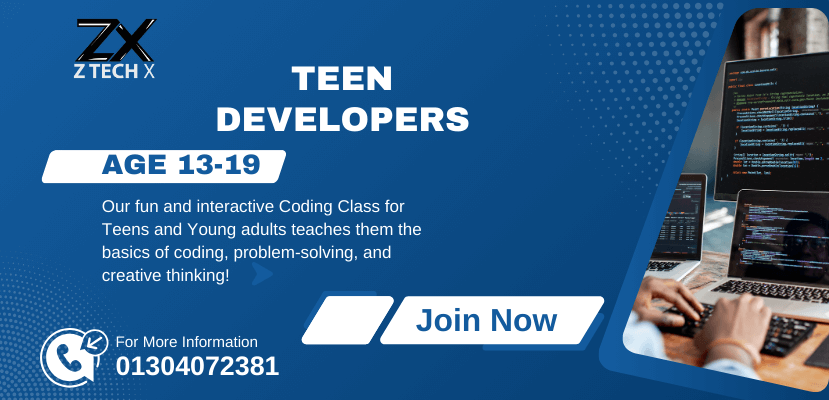 ZX
Z TECH X
TEEN
DEVELOPERS
AGE 13-19
Our fun and interactive Coding Class for
Teens and Young adults teaches them the
basics of coding, problem-solving, and
creative thinking!
Join Now
For More Information
01304072381